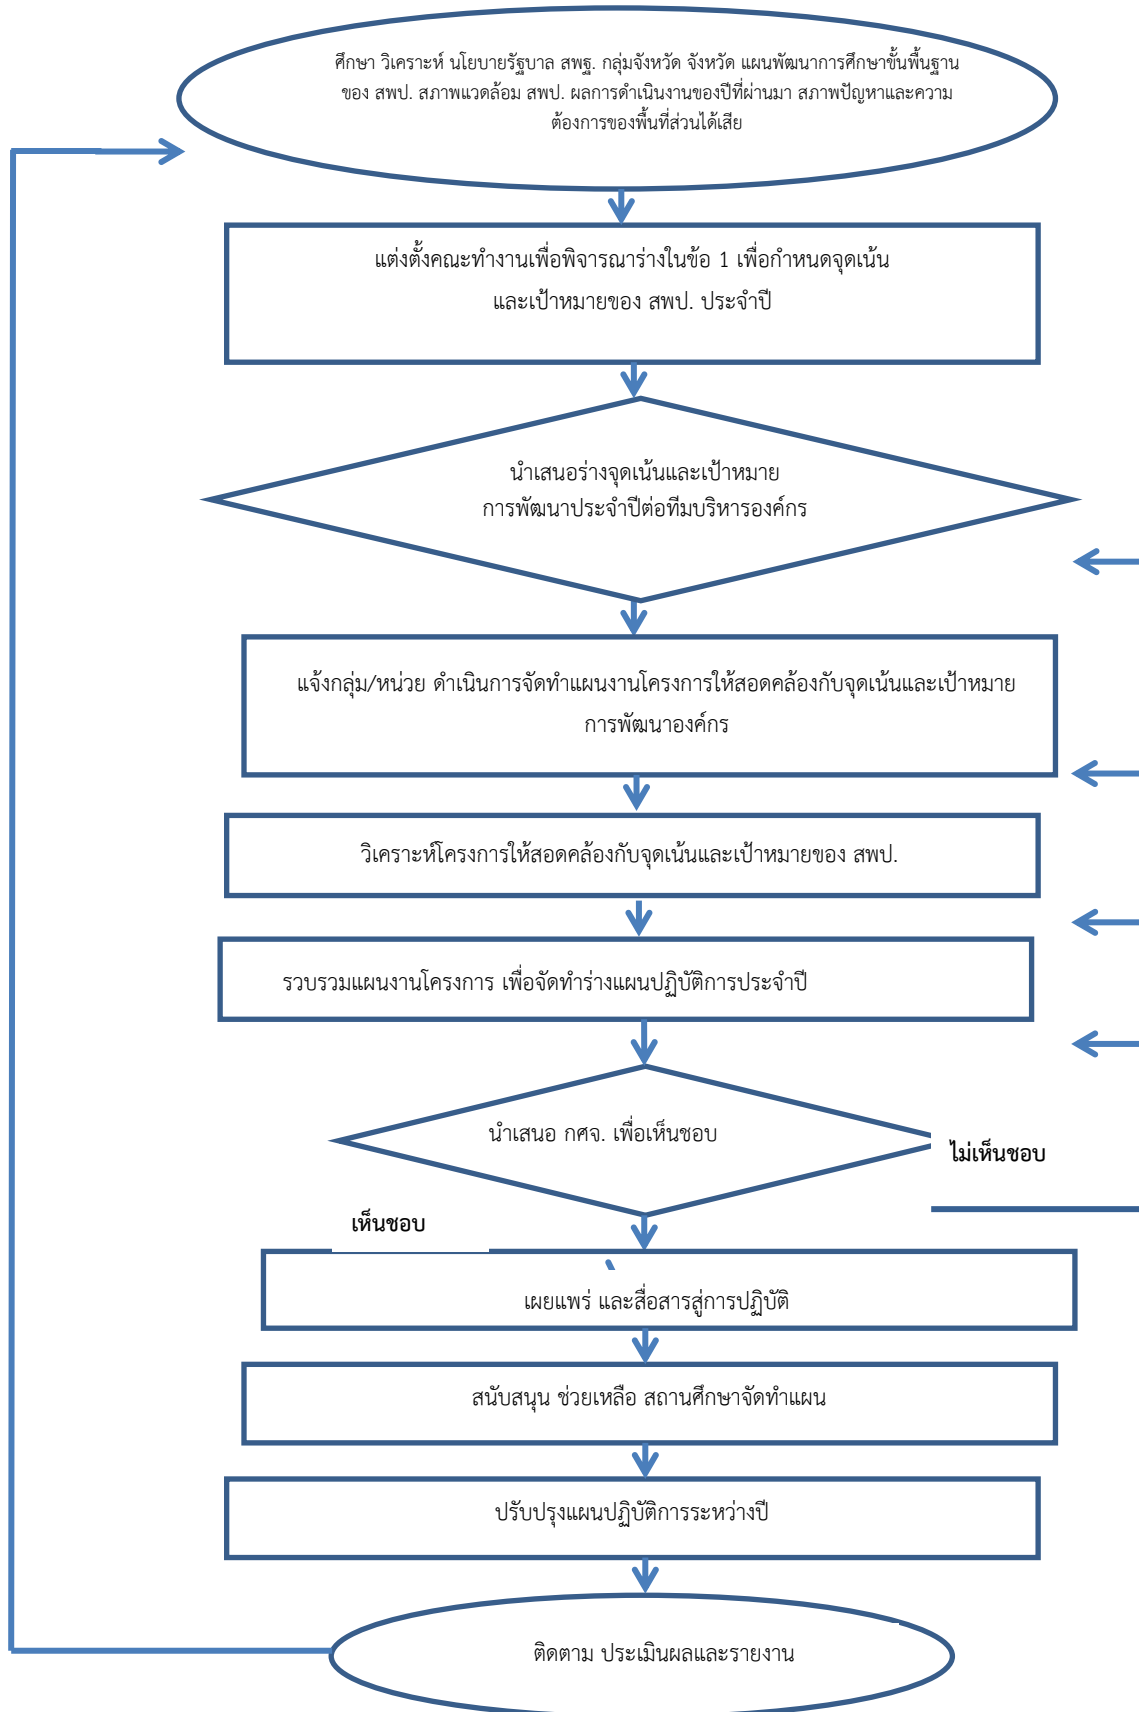 ศึกษา วิเคราะห์ นโยบายรัฐบาล สพฐ. กลุ่มจังหวัด จังหวัด แผนพัฒนาการศึกษาขั้นพื้นฐาน
ของ สพป. สภาพแวดล้อม สพป. ผลการดำเนินงานของปีที่ผ่านมา สภาพปัญหาและความ
ต้องการของพื้นที่ส่วนได้เสีย
แต่งตั้งคณะทำงานเพื่อพิจารณาร่างในข้อ 1 เพื่อกำหนดจุดเน้น
และเป้าหมายของ สพป. ประจำปี
นำเสนอร่างจุดเน้นและเป้าหมาย
การพัฒนาประจำปีต่อทีมบริหารองค์กร
แจ้งกลุ่ม/หน่วย ดำเนินการจัดทำแผนงานโครงการให้สอดคล้องกับจุดเน้นและเป้าหมาย
การพัฒนาองค์กร
วิเคราะห์โครงการให้สอดคล้องกับจุดเน้นและเป้าหมายของ สพป.
รวบรวมแผนงานโครงการ เพื่อจัดทำร่างแผนปฏิบัติการประจำปี
นำเสนอ กศจ. เพื่อเห็นชอบ
ไม่เห็นชอบ
เห็นชอบ
เผยแพร่ และสื่อสารสู่การปฏิบัติ
สนับสนุน ช่วยเหลือ สถานศึกษาจัดทำแผน
ปรับปรุงแผนปฏิบัติการระหว่างปี
ติดตาม ประเมินผลและรายงาน